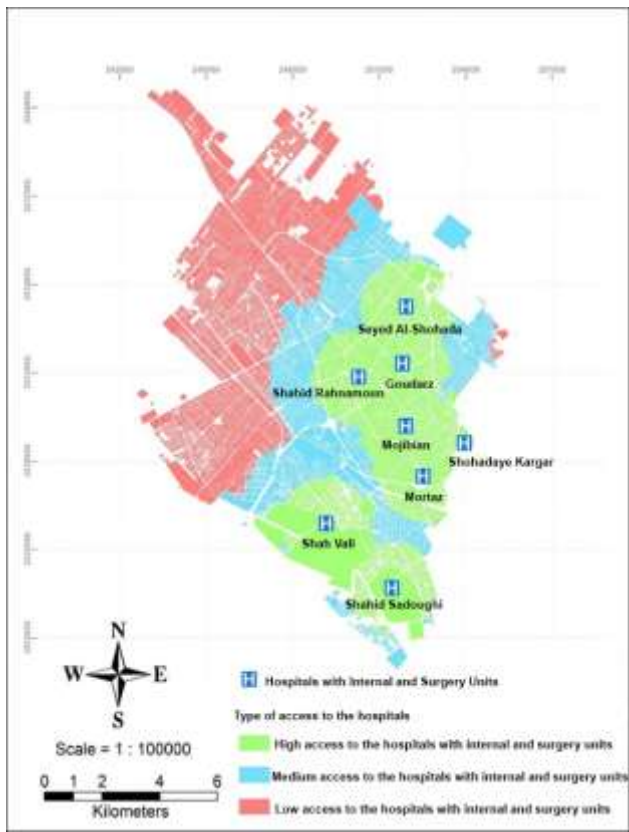 Seyed Al-Shohada
Goudarz
Shahid Rahnamoun
Mojibian
Shohadaye Kargar
Mortaz
Shah Vali
Shahid Sadoughi
N
W E
S
Hospitals with Internal and Surgery Units
Type of access to the hospitals
Scale = 1 : 100000
High access to the hospitals with internal and surgery units
Medium access to the hospitals with internal and surgery units
0 1 2 4 6
Low access to the hospitals with internal and surgery units
Kilometers